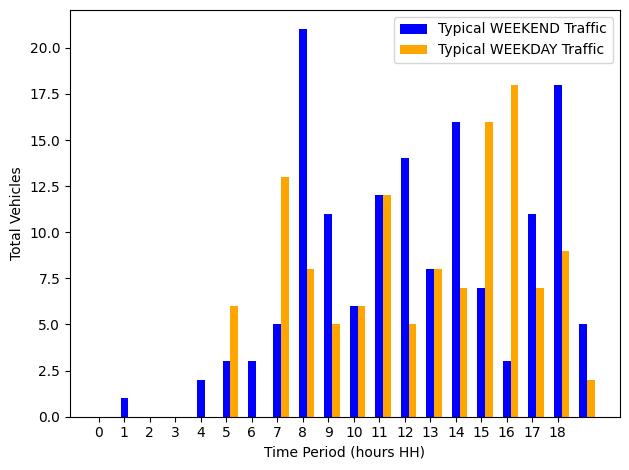 Typical WEEKEND Traffic
Typical WEEKDAY Traffic
Total Vehicles
20.0
17.5
15.0
12.5
10.0
7.5
5.0
2.5
0.0
0 1 2 3 4 5 6 7 8 9 10 11 12 13 14 15 16 17 18
Time Period (hours HH)